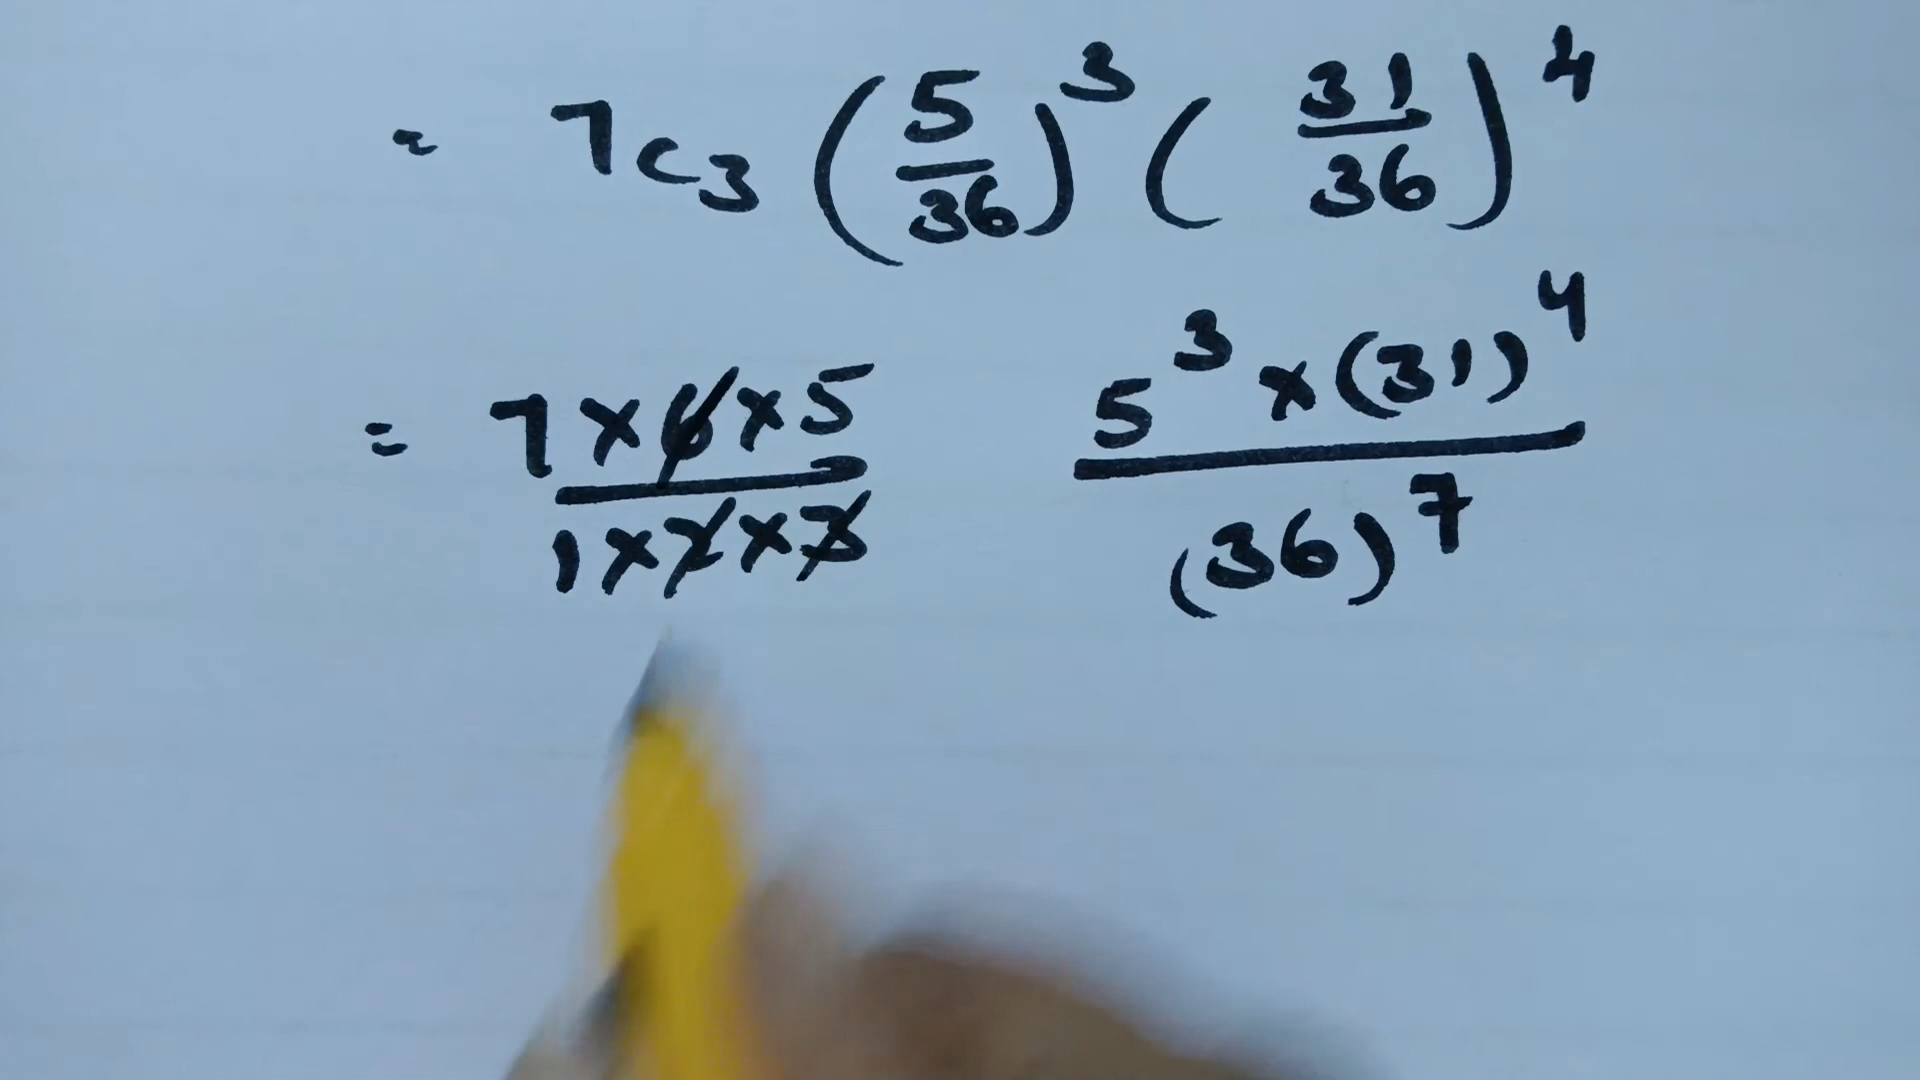 = 7c3 (5/36)^3 (31/36)^4
= 7×6×5/1×2×3 5^3×(31)^4/(36)^7